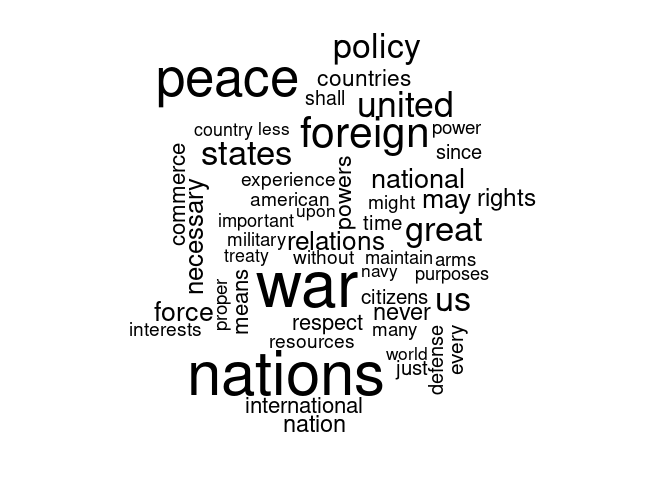 policy
peace
countries
shall
united
foreign
country
less
power
states
since
commerce
experience
powers
national
necessary
american
upon
might
may
rights
important
time
great
military
relations
treaty
without
maintain
arms
war
navy
purposes
means
proper
citizens
us
force
never
interests
respect
many
resources
defense
every
world
just
nations
international
nation